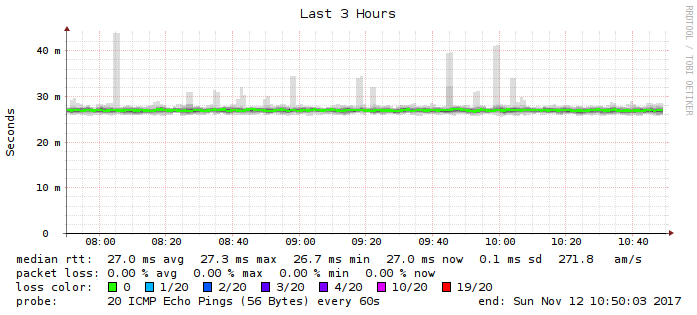 Last 3 Hours
RRDTOOL / TOBI OETIKER
Seconds
40 m
30 m
20 m
10 m
0
08:00 08:20 08:40 09:00 09:20 09:40 10:00 10:20 10:40
median rtt: 27.0 ms avg 27.3 ms max 26.7 ms min 27.0 ms now 0.1 ms sd 271.8 am/s
packet loss: 0.00 % avg 0.00 % max 0.00 % min 0.00 % now
loss color: 0 1/20 2/20 3/20 4/20 10/20 19/20
probe: 20 ICMP Echo Pings (56 Bytes) every 60s end: Sun Nov 12 10:50:03 2017